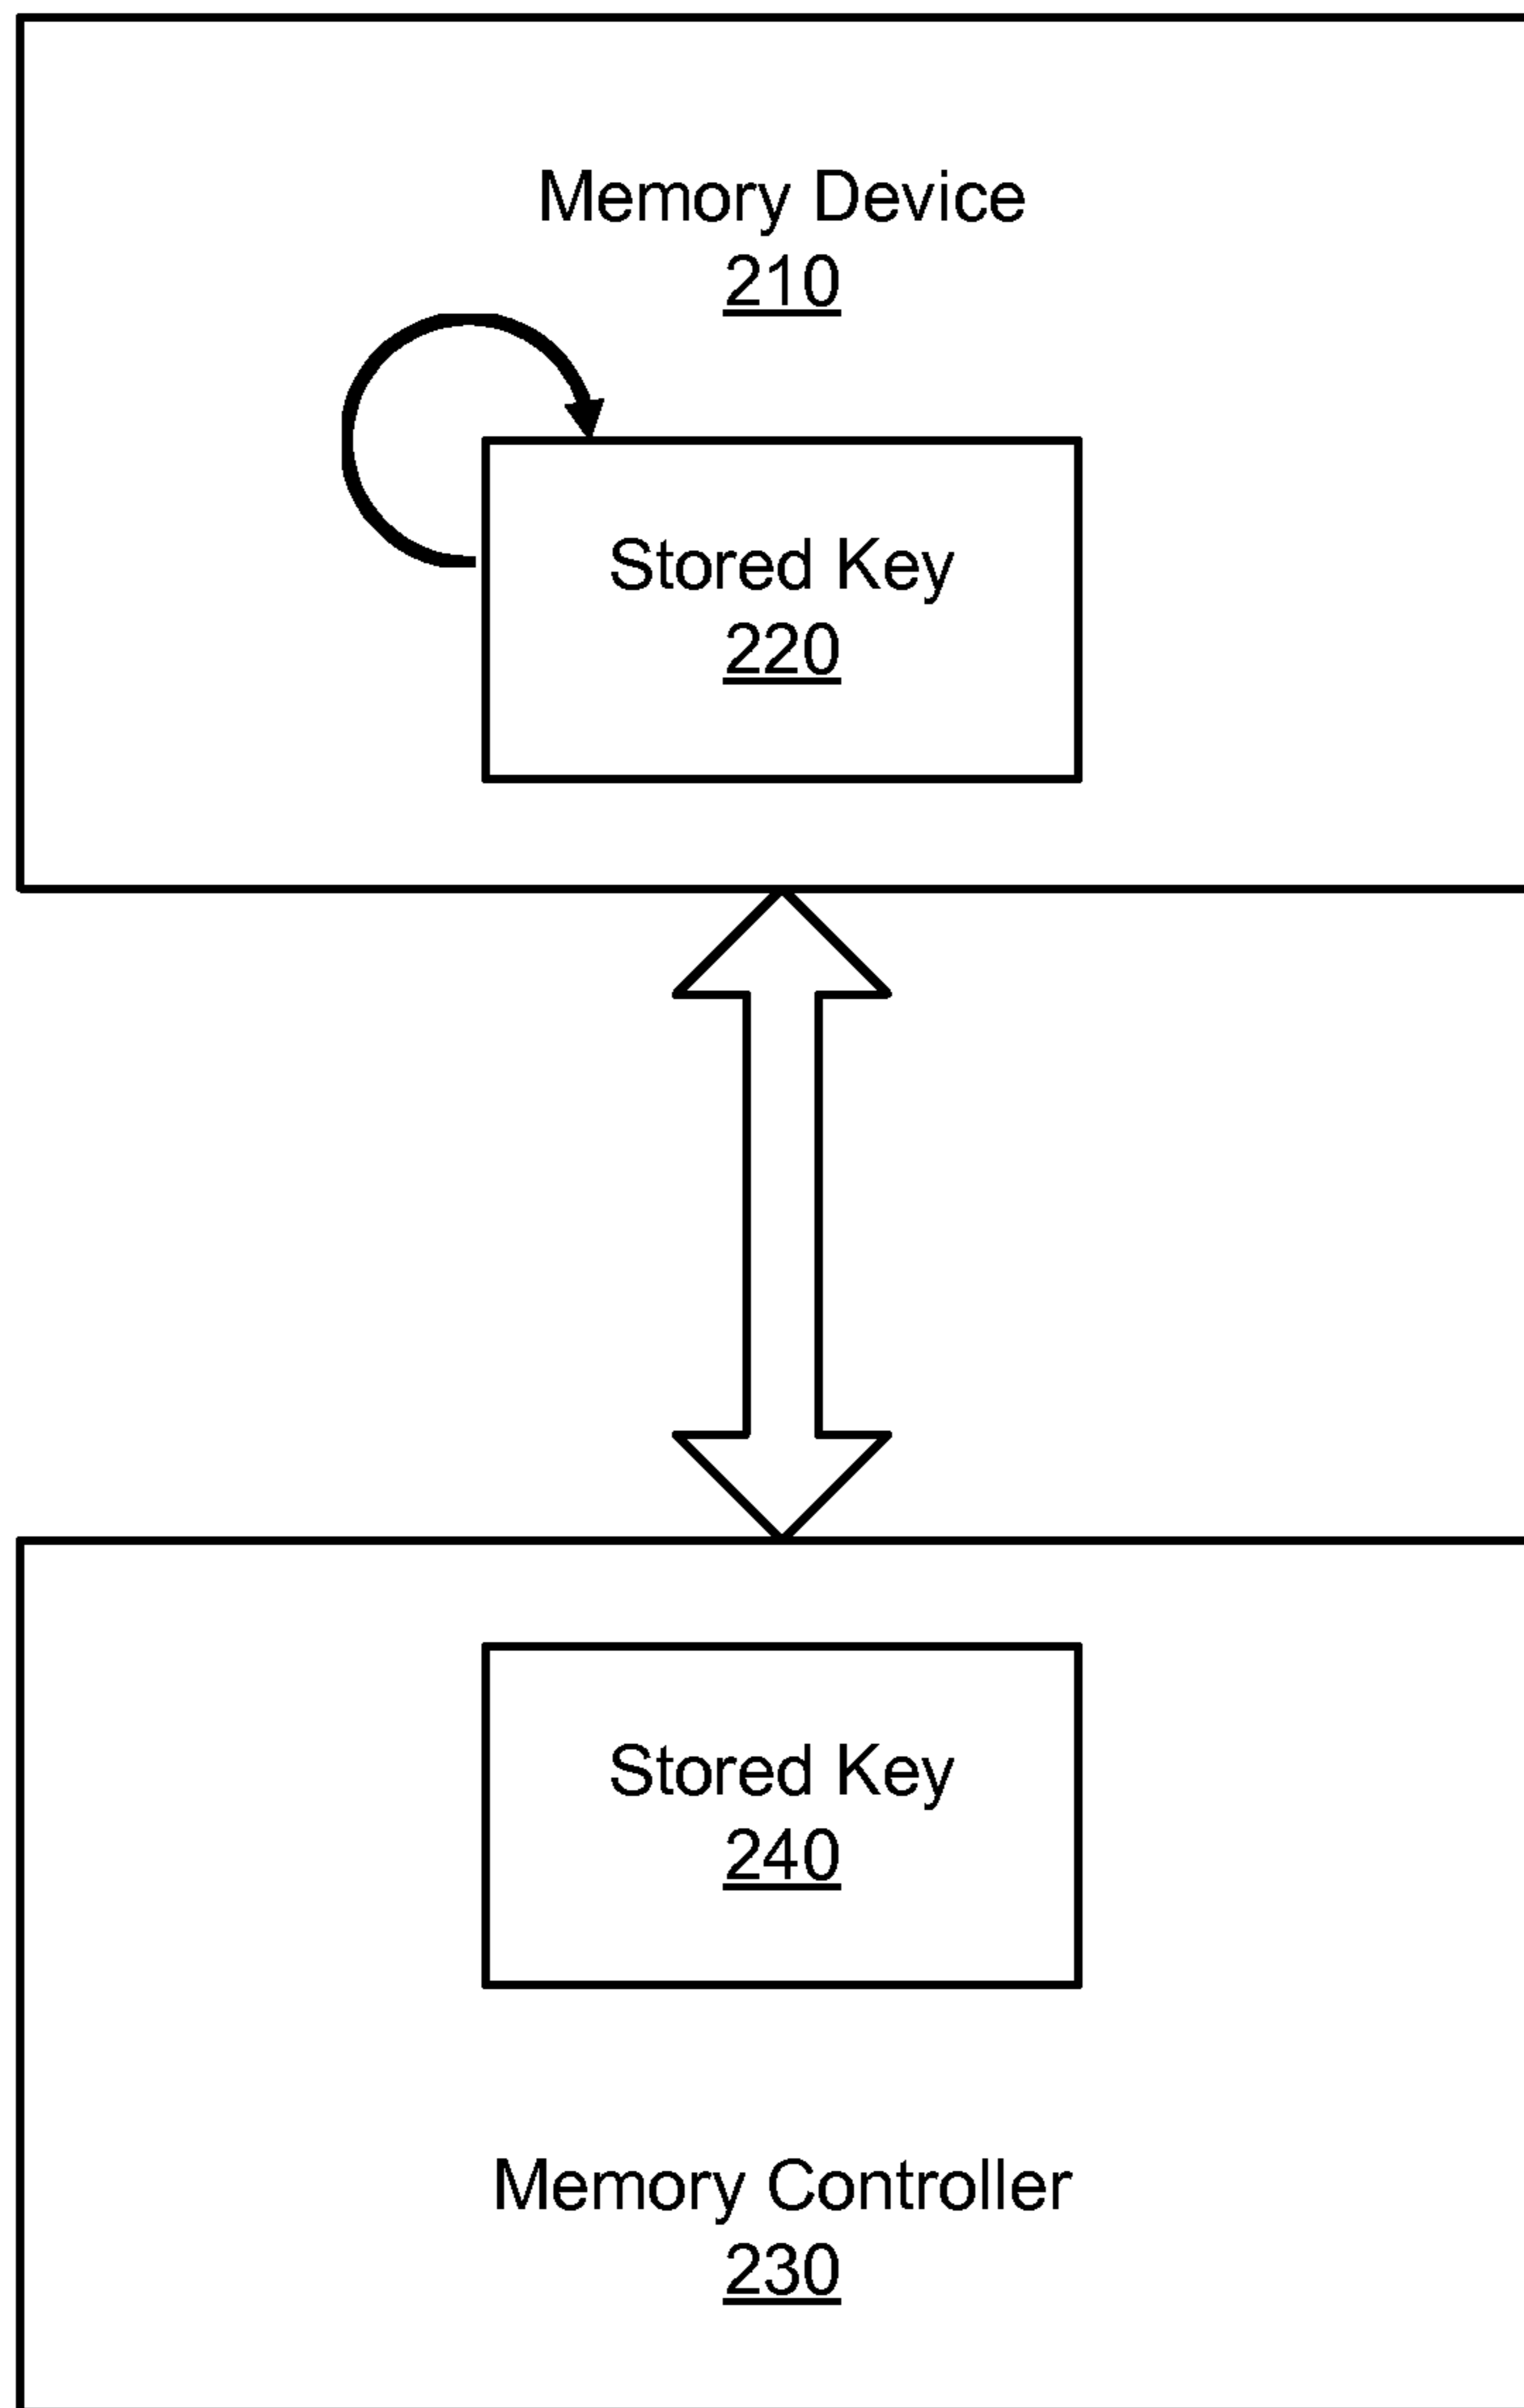 Memory Device
210
Stored Key
220
Stored Key
240
Memory Controller
230